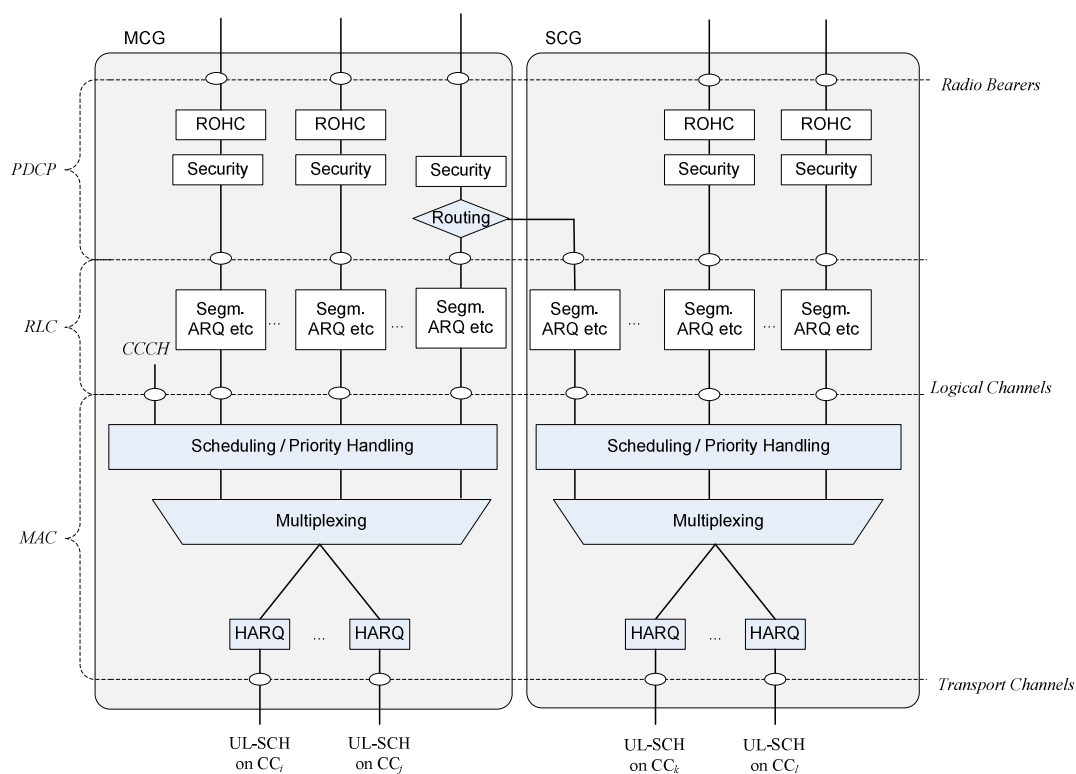 MCG
SCG
Radio Bearers
ROHC
ROHC
ROHC
ROHC
PDCP
Security
Security
Security
Security
Security
Routing
RLC
Segm.
ARQ etc
...
Segm.
ARQ etc
...
Segm.
ARQ etc
Segm.
ARQ etc
...
Segm.
ARQ etc
...
Segm.
ARQ etc
CCCH
Logical Channels
Scheduling / Priority Handling
Scheduling / Priority Handling
Multiplexing
Multiplexing
MAC
HARQ
...
HARQ
HARQ
...
HARQ
Transport Channels
UL-SCH
on CCi
UL-SCH
on CCj
UL-SCH
on CCk
UL-SCH
on CCl